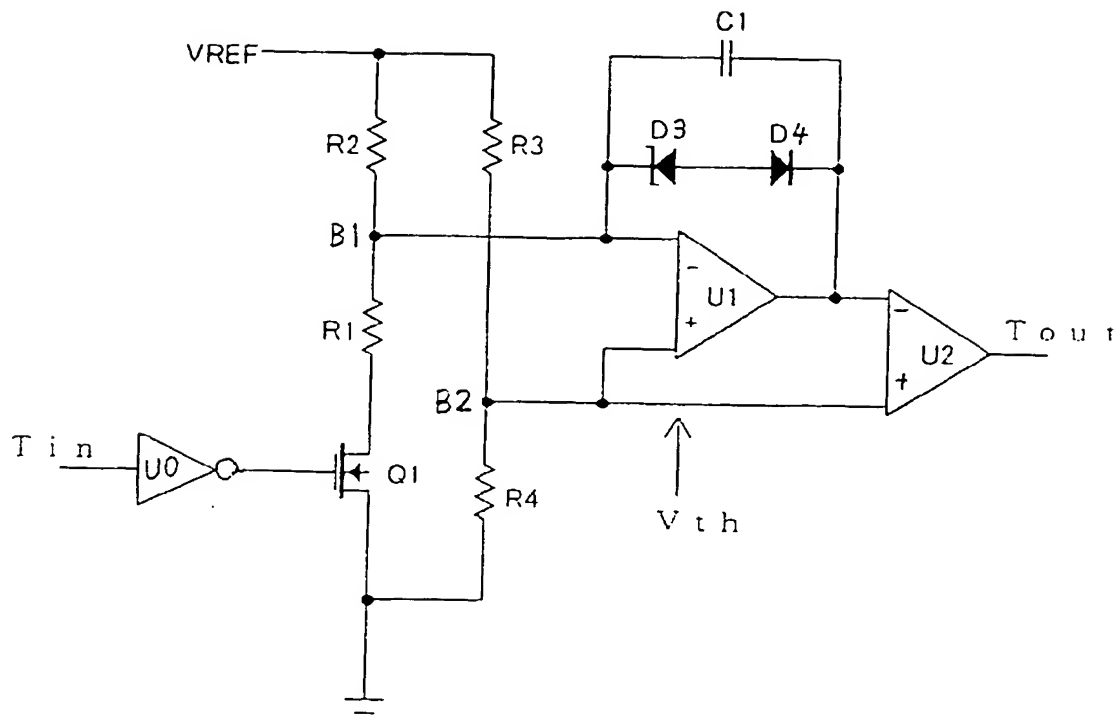 C1
VREF
D3
D4
R2
R3
B1
-
U1
+
R1
-
U2
+
Tout
B2
Tin
U0
Q1
R4
Vth